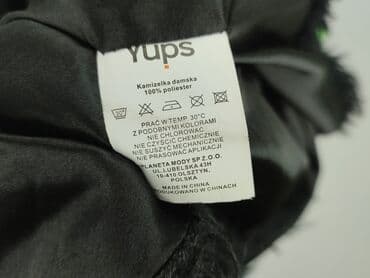 Yups
Kamizelka damska
100% poliester
PRAĆ W TEMP. 30°C
Z PODOBNYMI KOLORAMI
NIE CHLOROWAĆ
NIE CZYŚCIĆ CHEMICZNIE
NIE SUSZYĆ MECHANICZNIE
NIE PRASOWAĆ APLIKACJI
PLANETA MODY SP Z.O.O.
UL.LUBELSKA 43H
10-410 OLSZTYN,
POLSKA
MADE IN CHINA
WYPRODUKOWANO W CHINACH